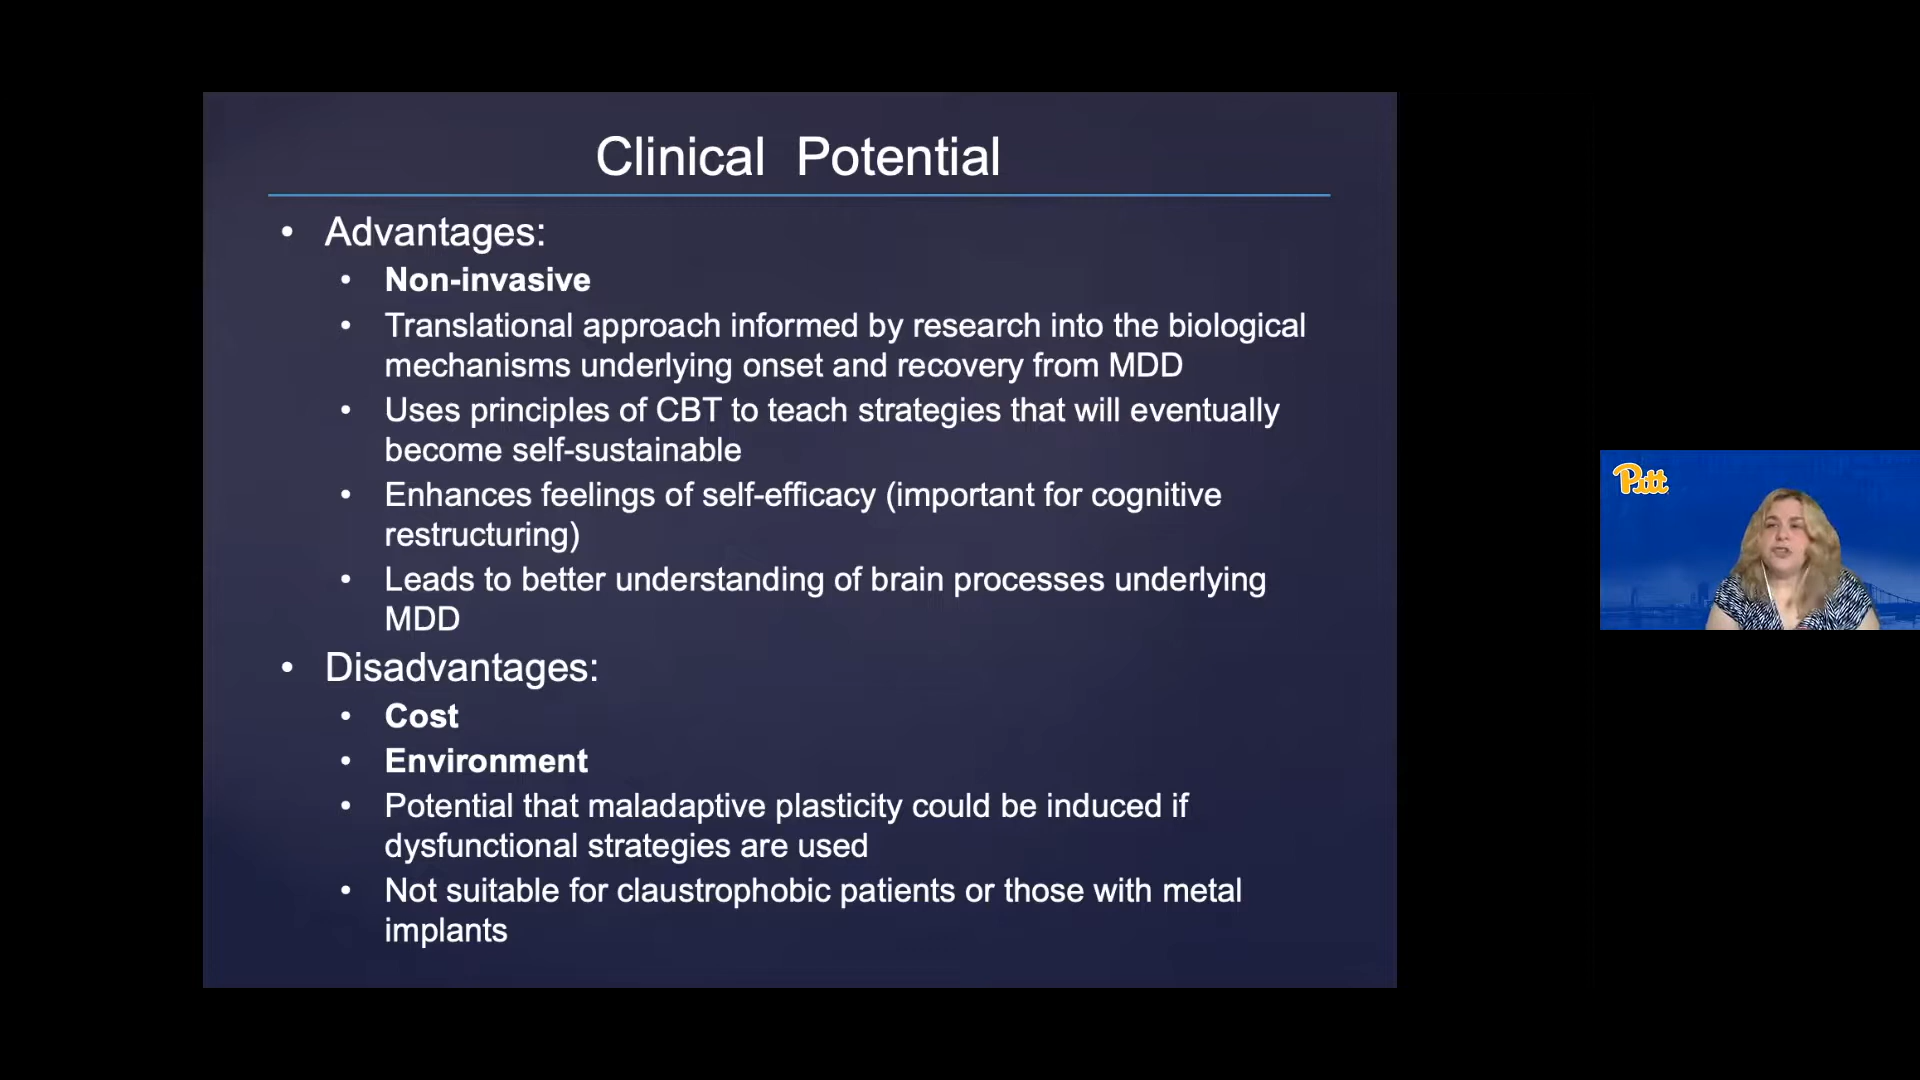 Clinical Potential
• Advantages:
• Non-invasive
• Translational approach informed by research into the biological
mechanisms underlying onset and recovery from MDD
• Uses principles of CBT to teach strategies that will eventually
become self-sustainable
• Enhances feelings of self-efficacy (important for cognitive
restructuring)
• Leads to better understanding of brain processes underlying
MDD
• Disadvantages:
• Cost
• Environment
• Potential that maladaptive plasticity could be induced if
dysfunctional strategies are used
• Not suitable for claustrophobic patients or those with metal
implants
Pitt